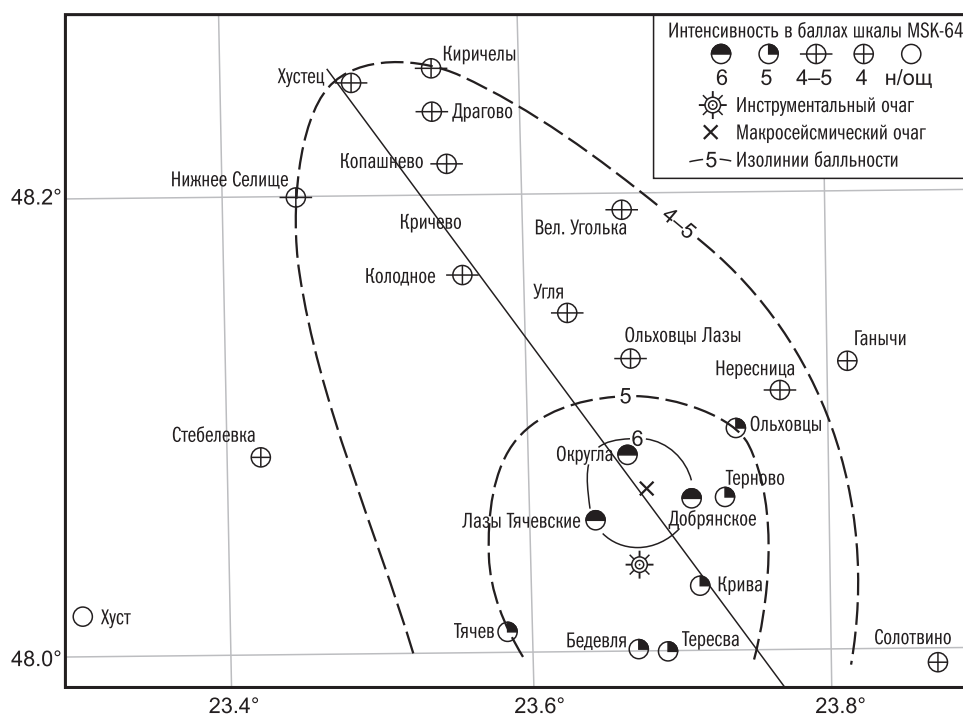 Интенсивность в баллах шкалы MSK-64
6 5 4–5 4 н/ощ
Инструментальный очаг
Макросейсмический очаг
–5– Изолинии балльности
Киричелы
Хустец
Драгово
Копашнево
Нижнее Селище
48.2°
Кричево
Вел. Уголька
4–5
Колодное
Угля
Ольховцы Лазы
Ганычи
Нересница
5
Ольховцы
Стебелевка
6
Округла
Терново
Лазы Тячевские
Добрянское
Крива
Хуст
Тячев
Бедевля
Тересва
Солотвино
48.0°
23.4° 23.6° 23.8°